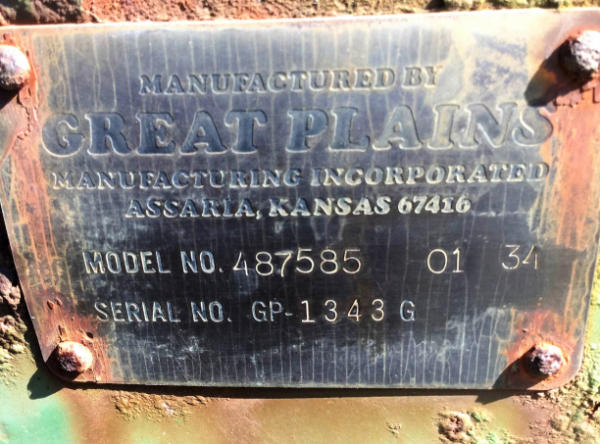 MANUFACTURED BY
GREAT PLAINS
MANUFACTURING INCORPORATED
ASSARIA, KANSAS 67416
MODEL NO. 487585 01 34
SERIAL NO. GP-1343 G